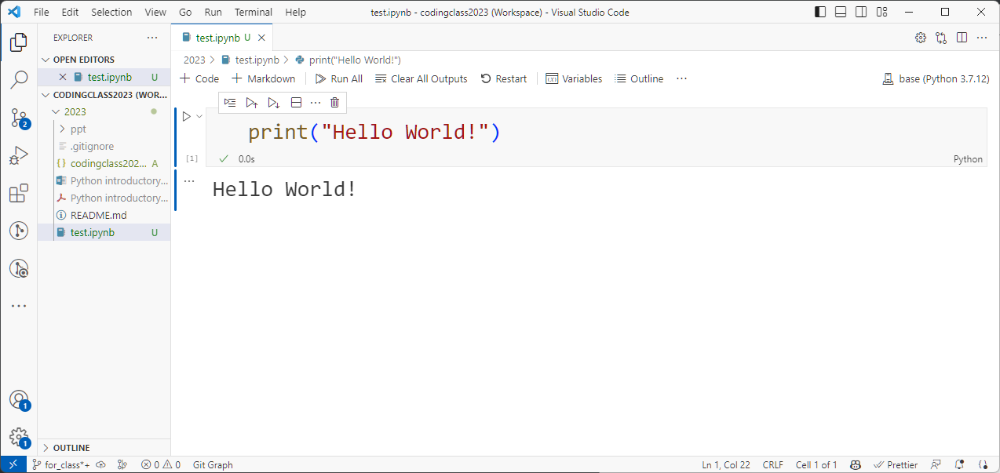 File Edit Selection View Go Run Terminal Help test.ipynb - codingclass2023 (Workspace) - Visual Studio Code
EXPLORER
test.ipynb U
OPEN EDITORS
test.ipynb U
CODINGCLASS2023 (WOR...
2023
ppt
.gitignore
codingclass202... A
Python introductory...
Python introductory...
README.md
test.ipynb U
OUTLINE
2023 > test.ipynb > print("Hello World!")
Code Markdown Run All Clear All Outputs Restart Variables Outline ... base (Python 3.7.12)
print("Hello World!")
[1] 0.0s Python
Hello World!
2
1
1
for_class*+ 0 0 Git Graph Ln 1, Col 22 CRLF Cell 1 of 1 Prettier